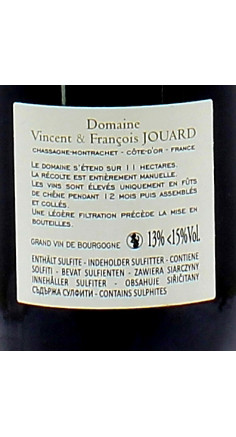 Domaine
Vincent & François JOUARD
CHASSAGNE-MONTRACHET - CÔTE-D'OR - FRANCE
LE DOMAINE S'ÉTEND SUR 11 HECTARES.
LA RÉCOLTE EST ENTIÈREMENT MANUELLE.
LES VINS SONT ÉLEVÉS UNIQUEMENT EN FÛTS
DE CHÊNE PENDANT 12 MOIS PUIS ASSEMBLÉS
ET COLLÉS.
UNE LÉGÈRE FILTRATION PRÉCÈDE LA MISE EN
BOUTEILLES.
GRAND VIN DE BOURGOGNE 13% <15%Vol.
ENTHÄLT SULFITE - INDEHOLDER SULFITTER - CONTIENE
SOLFITI - BEVAT SULFIETEN - ZAWIERA SIARCZYNY
INNEHÅLLER SULFITER - OBSAHUJE SIŘIČITANY
СЪДЪРЖА СУЛФИТИ - CONTAINS SULPHITES